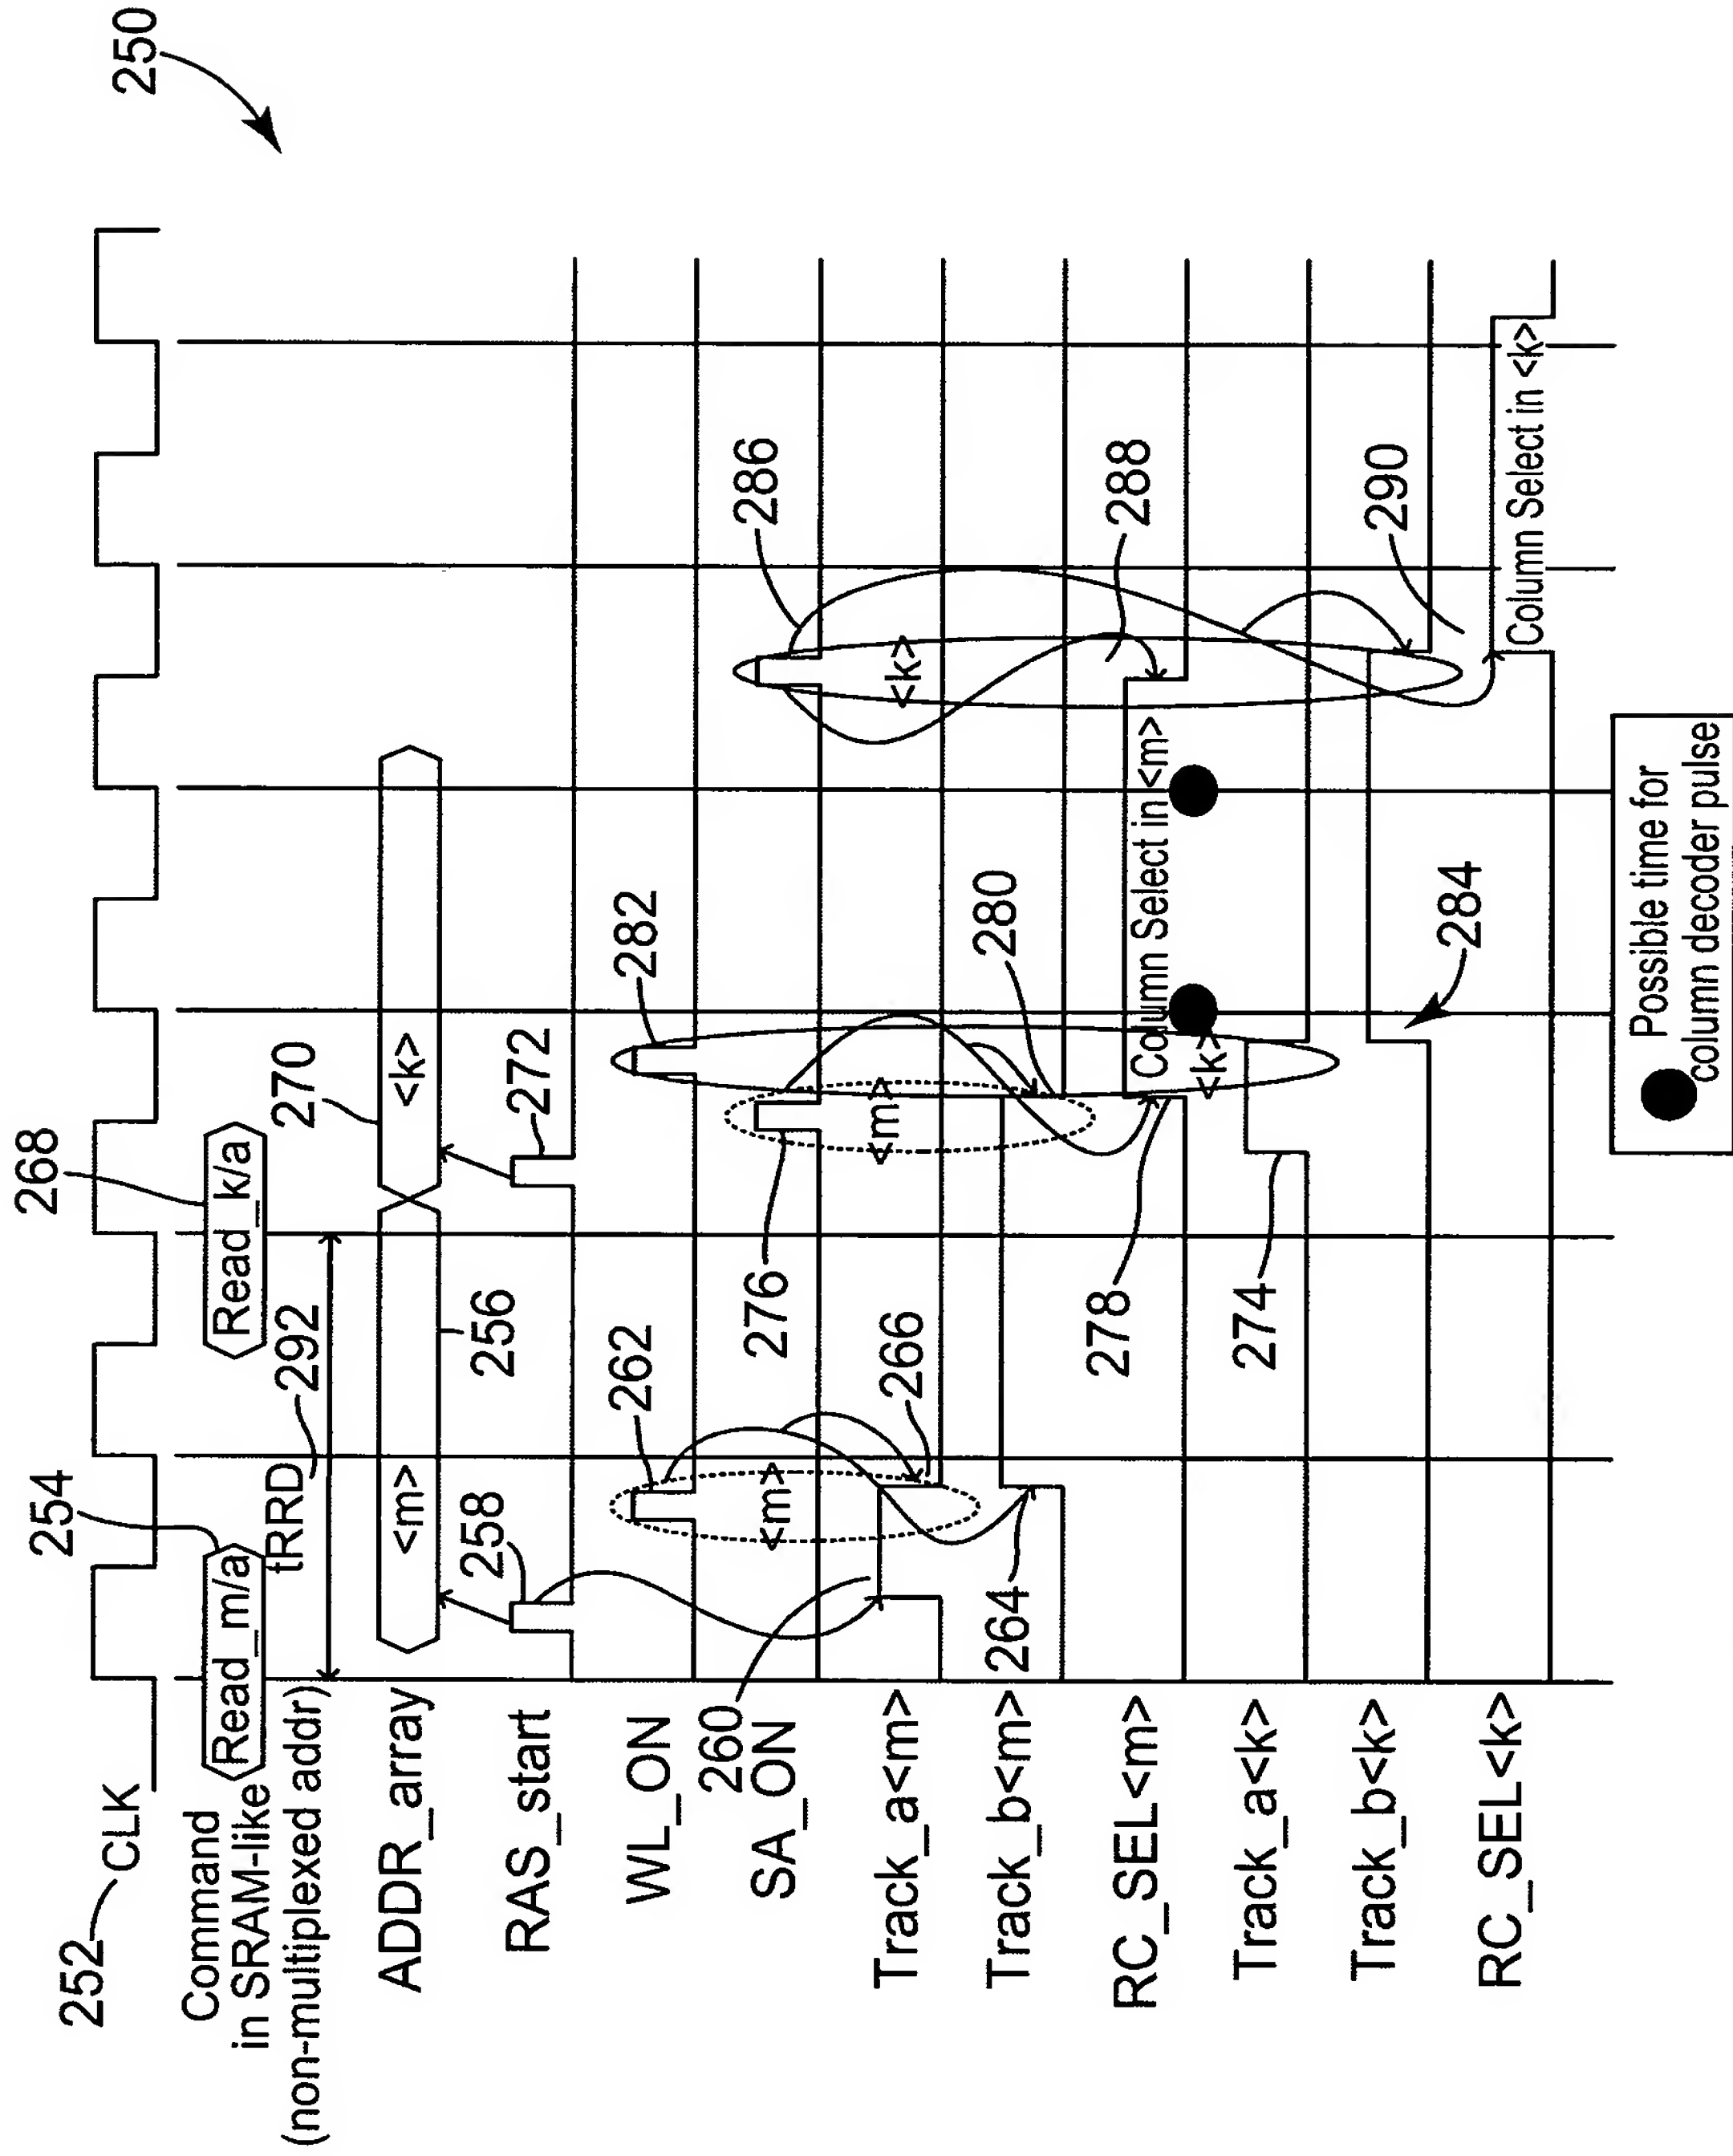 250
252 CLK
Command
in SRAM-like
(non-multiplexed addr)
254
Read_m/a
268
Read_k/a
tRRD
292
ADDR_array
<m>
256
270
<k>
RAS_start
258
272
WL_ON
262
282
SA_ON
260
<m>
276
<m>
286
<k>
Track_a<m>
266
Track_b<m>
264
280
RC_SEL<m>
278
Column Select in <m>
288
<k>
Track_a<k>
274
Track_b<k>
284
290
RC_SEL<k>
Column Select in <k>
Possible time for
column decoder pulse